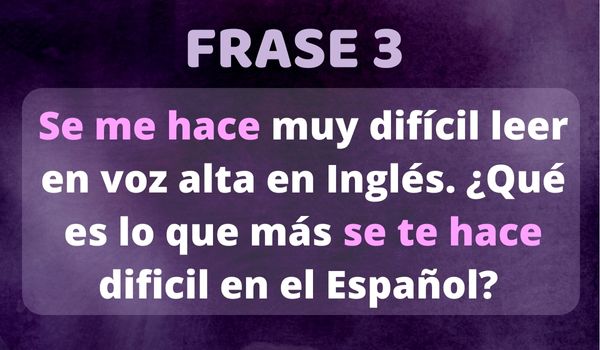 FRASE 3
Se me hace muy difícil leer
en voz alta en Inglés. ¿Qué
es lo que más se te hace
dificil en el Español?